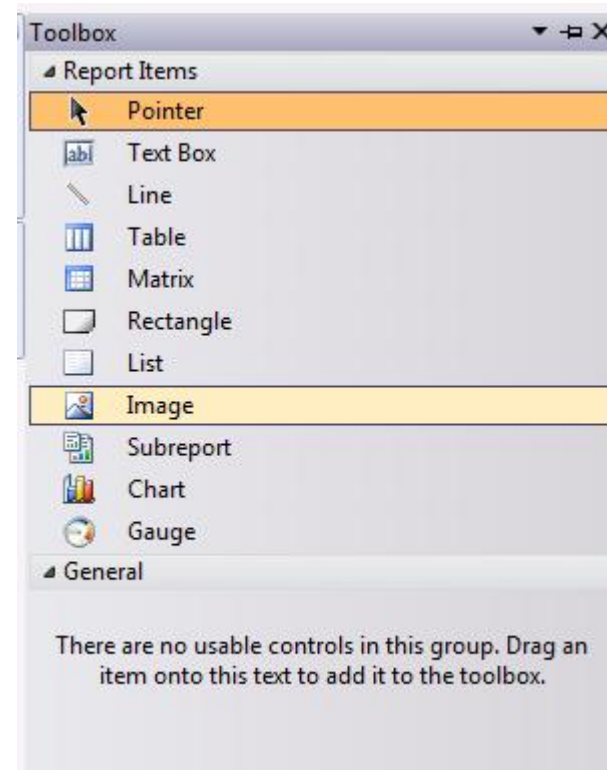 Toolbox
Report Items
Pointer
abl Text Box
Line
Table
Matrix
Rectangle
List
Image
Subreport
Chart
Gauge
General
There are no usable controls in this group. Drag an
item onto this text to add it to the toolbox.